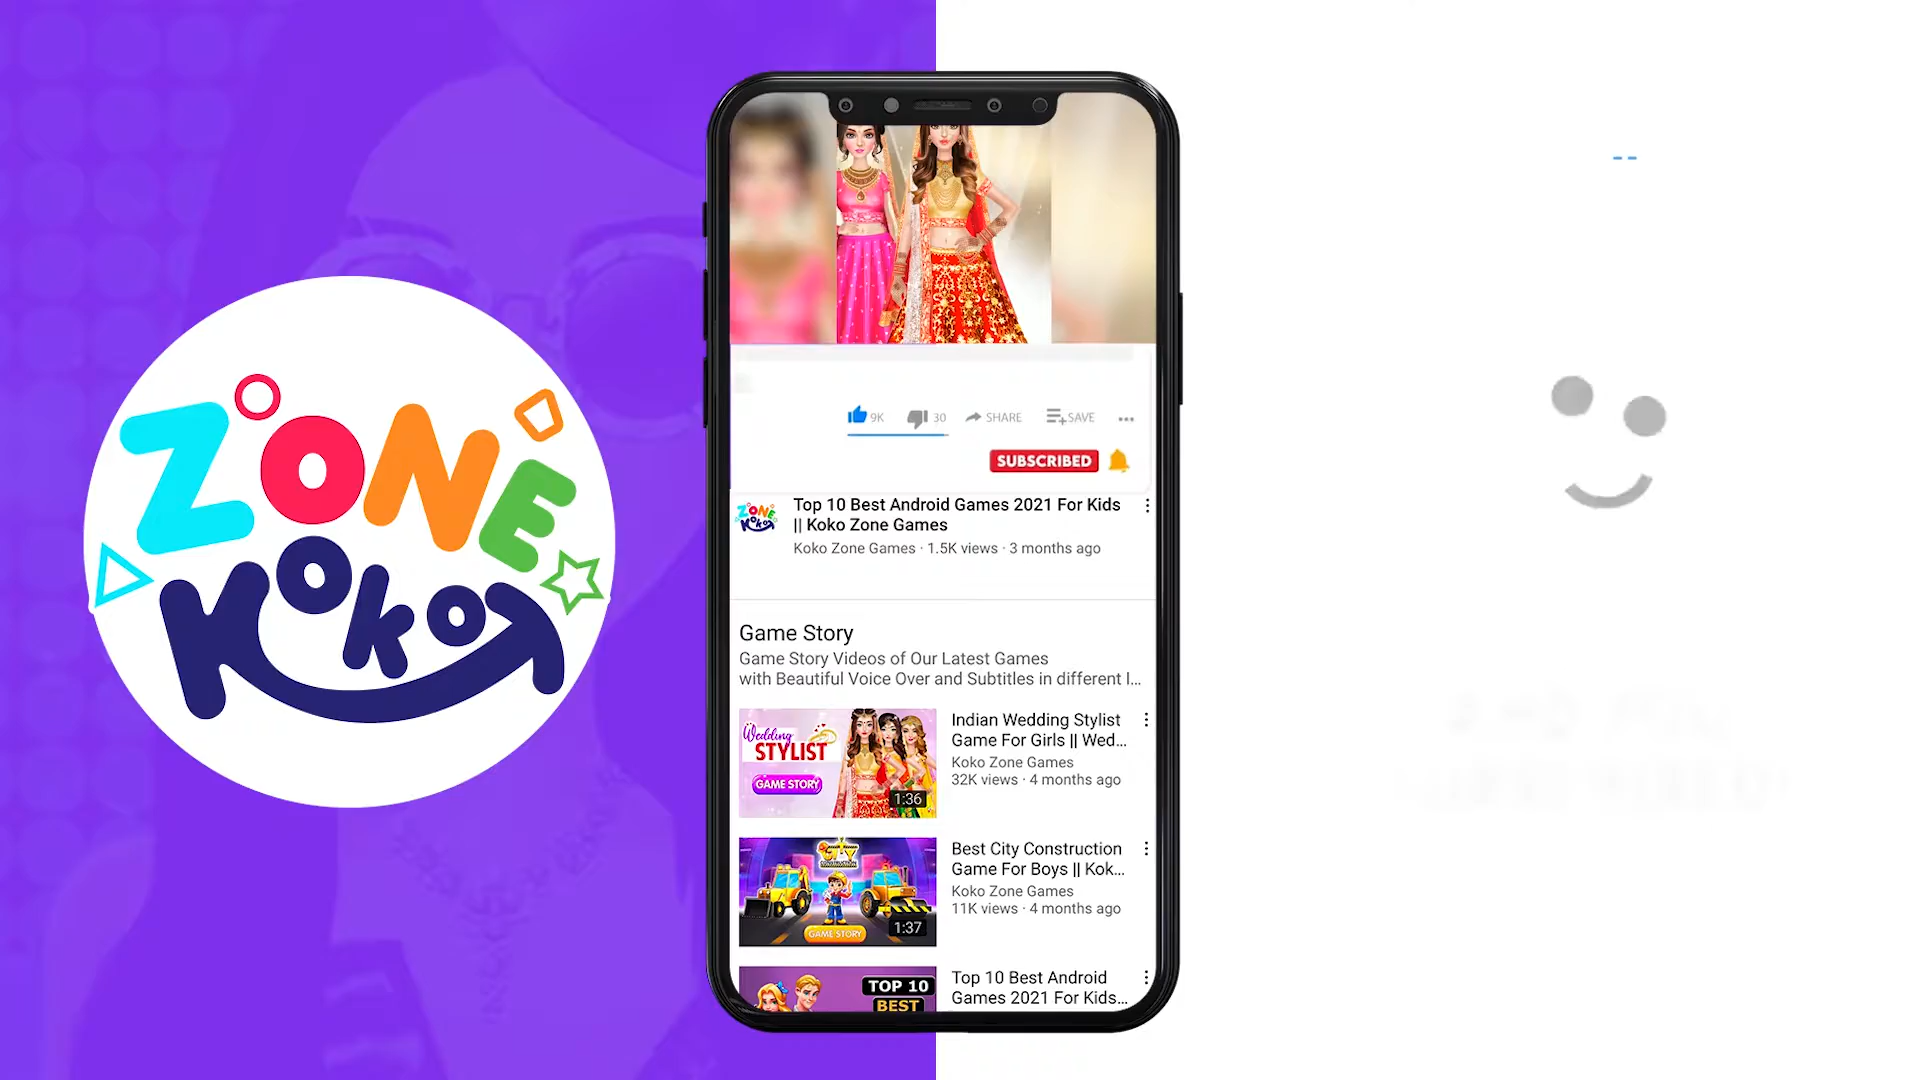 ZONE
Koko
9K
30
SHARE
SAVE
SUBSCRIBED
ZONE
Koko
Top 10 Best Android Games 2021 For Kids
|| Koko Zone Games
Koko Zone Games · 1.5K views · 3 months ago
Game Story
Game Story Videos of Our Latest Games
with Beautiful Voice Over and Subtitles in different l...
Wedding
STYLIST
GAME STORY
1:36
Indian Wedding Stylist
Game For Girls || Wed...
Koko Zone Games
32K views · 4 months ago
CITY
GAME STORY
1:37
Best City Construction
Game For Boys || Kok...
Koko Zone Games
11K views · 4 months ago
TOP 10
BEST
Top 10 Best Android
Games 2021 For Kids...